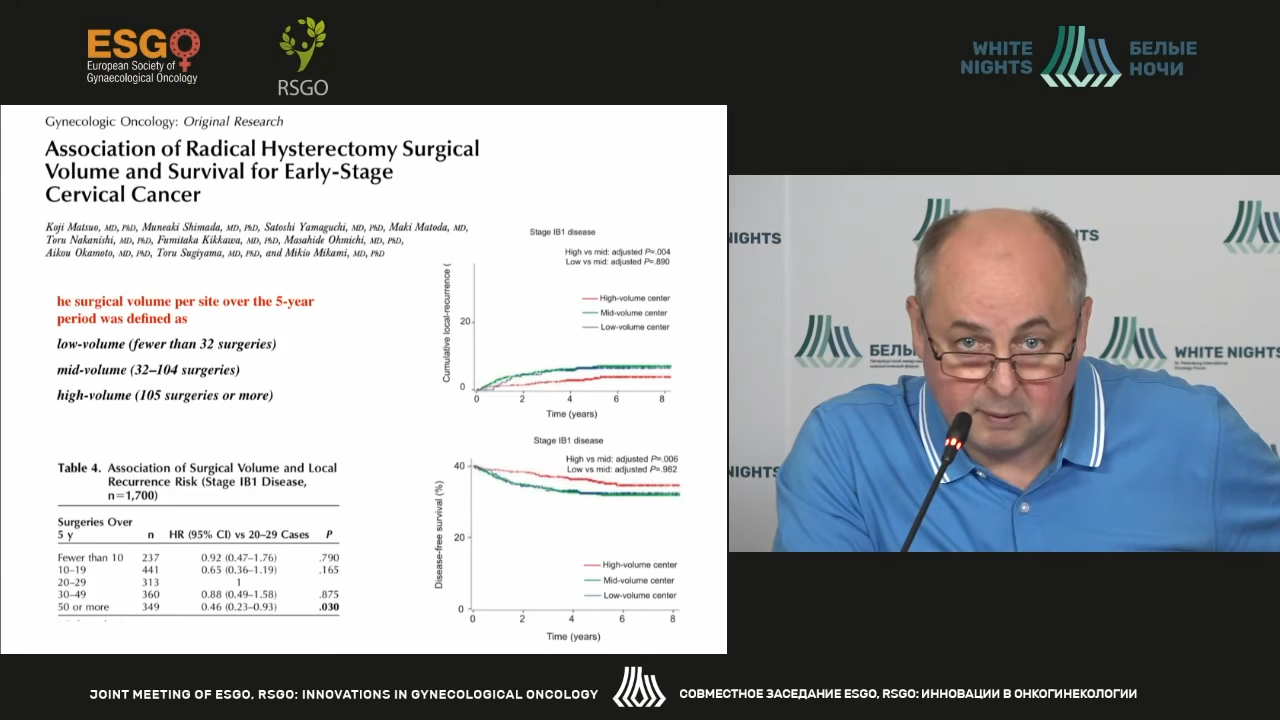 ESGO
European Society of
Gynaecological Oncology
RSGO
WHITE
NIGHTS
БЕЛЫЕ
НОЧИ
Gynecologic Oncology: Original Research
Association of Radical Hysterectomy Surgical
Volume and Survival for Early-Stage
Cervical Cancer
Koji Matsuo, MD, PhD, Muneaki Shimada, MD, PhD, Satoshi Yamaguchi, MD, PhD, Maki Matoda, MD, PhD,
Toru Nakanishi, MD, PhD, Fumitaka Kikkawa, MD, PhD, Masahide Ohmichi, MD, PhD,
Aikou Okamoto, MD, PhD, Toru Sugiyama, MD, PhD, and Mikio Mikami, MD, PhD
he surgical volume per site over the 5-year
period was defined as
low-volume (fewer than 32 surgeries)
mid-volume (32–104 surgeries)
high-volume (105 surgeries or more)
Table 4. Association of Surgical Volume and Local
Recurrence Risk (Stage IB1 Disease,
n=1,700)
Surgeries Over
5 y n HR (95% CI) vs 20–29 Cases P
Fewer than 10 237 0.92 (0.47–1.76) .790
10–19 441 0.65 (0.36–1.19) .165
20–29 313 1
30–49 360 0.88 (0.49–1.58) .875
50 or more 349 0.46 (0.23–0.93) .030
Stage IB1 disease
High vs mid: adjusted P=.004
Low vs mid: adjusted P=.890
High-volume center
Mid-volume center
Low-volume center
Cumulative local-recurrence (
20
0
0 2 4 6 8
Time (years)
Stage IB1 disease
High vs mid: adjusted P=.006
Low vs mid: adjusted P=.982
Disease-free survival (%)
40
20
0
High-volume center
Mid-volume center
Low-volume center
0 2 4 6 8
Time (years)
NIGHTS
TS
БЕЛЫ
WHITE NIGHTS
St. Petersburg International
Oncology Forum
NIGHTS
JOINT MEETING OF ESGO, RSGO: INNOVATIONS IN GYNECOLOGICAL ONCOLOGY
СОВМЕСТНОЕ ЗАСЕДАНИЕ ESGO, RSGO: ИННОВАЦИИ В ОНКОГИНЕКОЛОГИИ